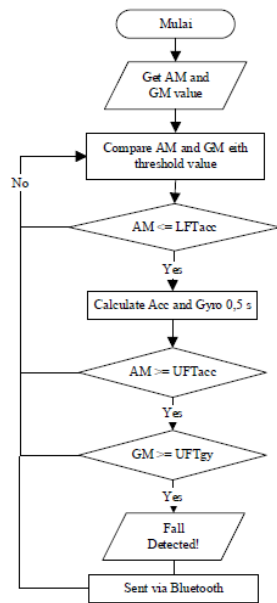 Mulai
Get AM and
GM value
Compare AM and GM eith
threshold value
No
AM <= LFTacc
Yes
Calculate Acc and Gyro 0,5 s
AM >= UFTacc
Yes
GM >= UFTgy
Yes
Fall
Detected!
Sent via Bluetooth